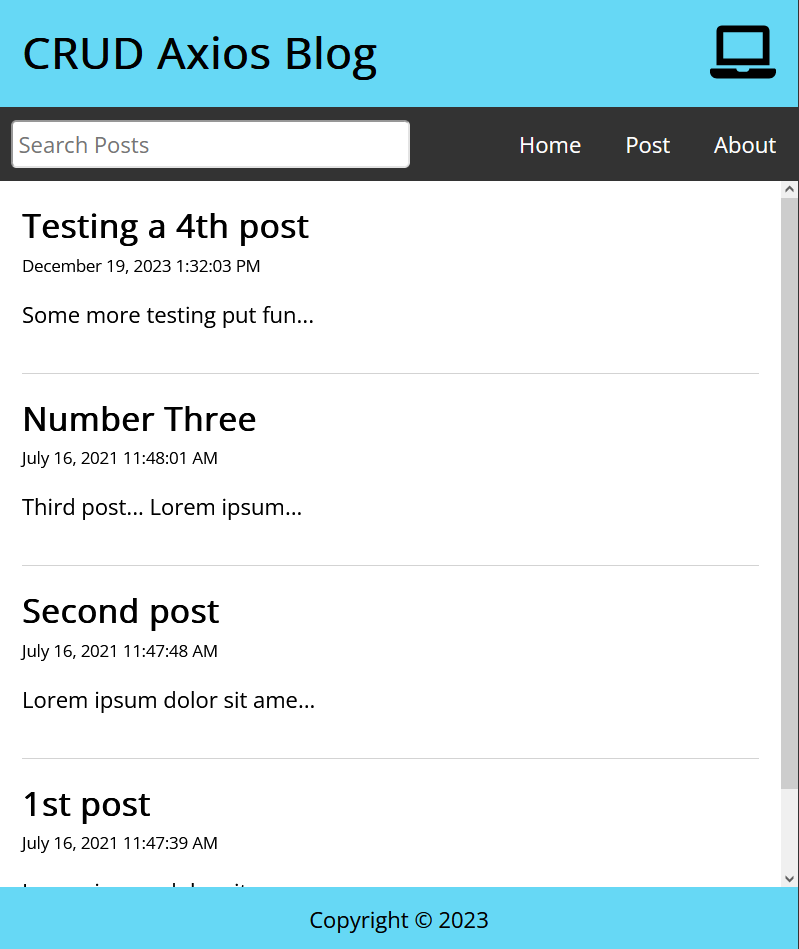 CRUD Axios Blog
Search Posts
Home Post About
Testing a 4th post
December 19, 2023 1:32:03 PM
Some more testing put fun...
Number Three
July 16, 2021 11:48:01 AM
Third post... Lorem ipsum...
Second post
July 16, 2021 11:47:48 AM
Lorem ipsum dolor sit ame...
1st post
July 16, 2021 11:47:39 AM
Copyright © 2023